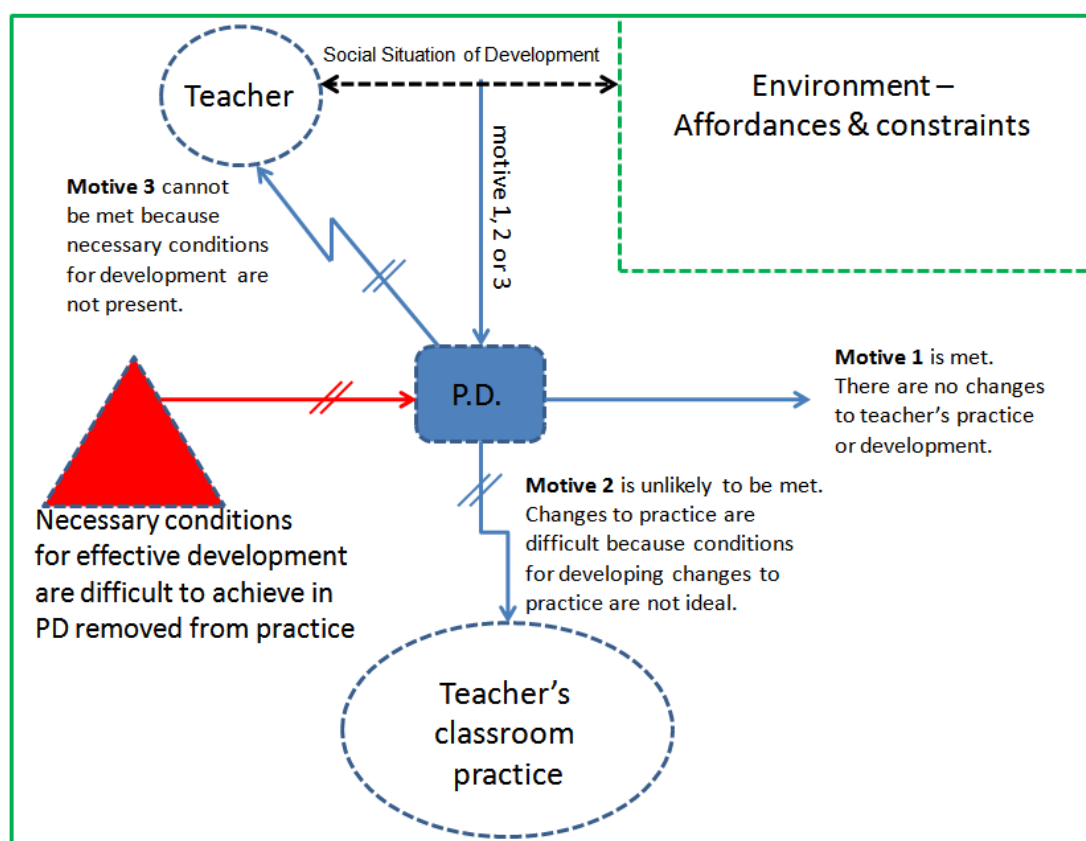 Social Situation of Development
Teacher
Environment –
Affordances & constraints
motive 1, 2 or 3
Motive 3 cannot
be met because
necessary conditions
for development are
not present.
P.D.
Motive 1 is met.
There are no changes
to teacher's practice
or development.
Motive 2 is unlikely to be met.
Changes to practice are
difficult because conditions
for developing changes to
practice are not ideal.
Necessary conditions
for effective development
are difficult to achieve in
PD removed from practice
Teacher's
classroom
practice